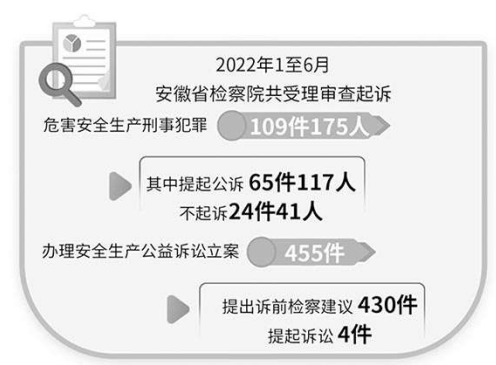 2022年1至6月
安徽省检察院共受理审查起诉
危害安全生产刑事犯罪 109件175人
其中提起公诉 65件117人
不起诉24件41人
办理安全生产公益诉讼立案 455件
提出诉前检察建议 430件
提起诉讼 4件